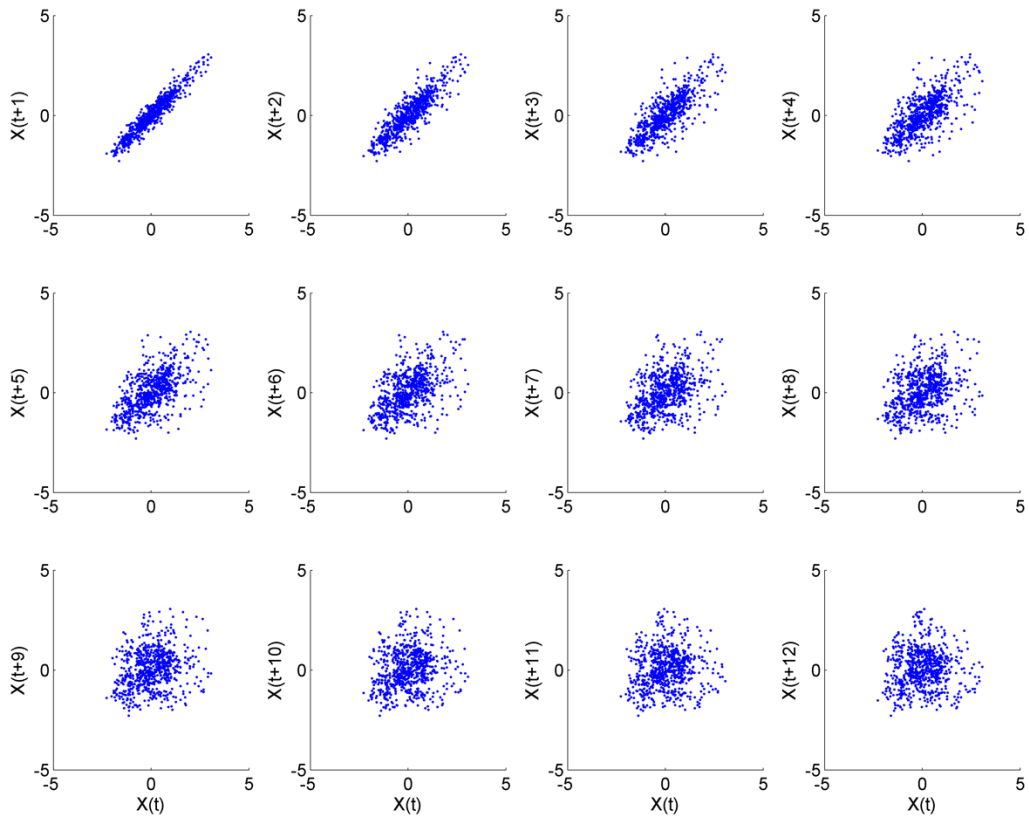 5 5 5 5
X(t+1) X(t+2) X(t+3) X(t+4)
0 0 0 0
-5 -5 -5 -5
-5 0 5 -5 0 5 -5 0 5 -5 0 5
5 5 5 5
X(t+5) X(t+6) X(t+7) X(t+8)
0 0 0 0
-5 -5 -5 -5
-5 0 5 -5 0 5 -5 0 5 -5 0 5
5 5 5 5
X(t+9) X(t+10) X(t+11) X(t+12)
0 0 0 0
-5 -5 -5 -5
-5 0 5 -5 0 5 -5 0 5 -5 0 5
X(t) X(t) X(t) X(t)